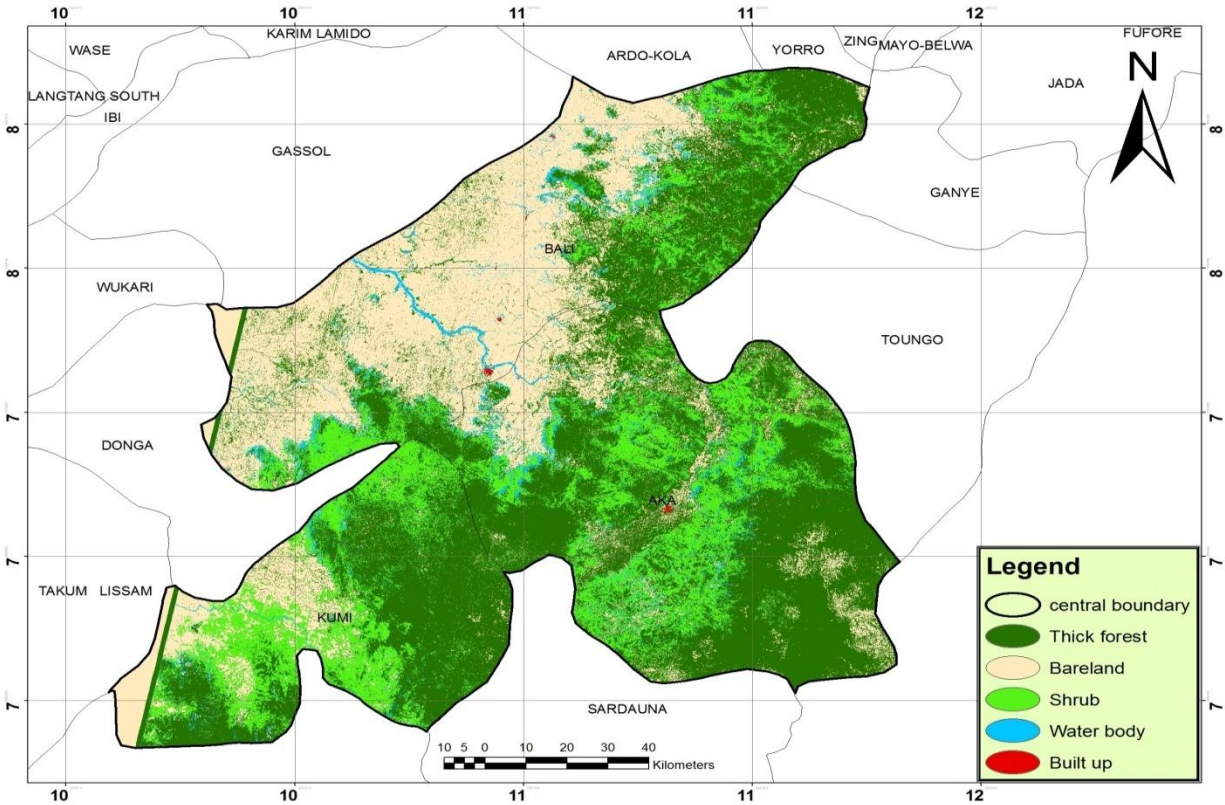 10 10 11 11 12
KARIM LAMIDO
FUFORE
WASE
ARDO-KOLA
YORRO
ZING
MAYO-BELWA
N
JADA
LANGTANG SOUTH
IBI
8 8
GASSOL
GANYE
BALI
8 8
WUKARI
TOUNGO
7 7
DONGA
AKA
7 7
TAKUM LISSAM
KUMI
Legend
central boundary
Thick forest
Bareland
Shrub
Water body
Built up
7 7
SARDAUNA
10 5 0 10 20 30 40
Kilometers
10 10 11 11 12